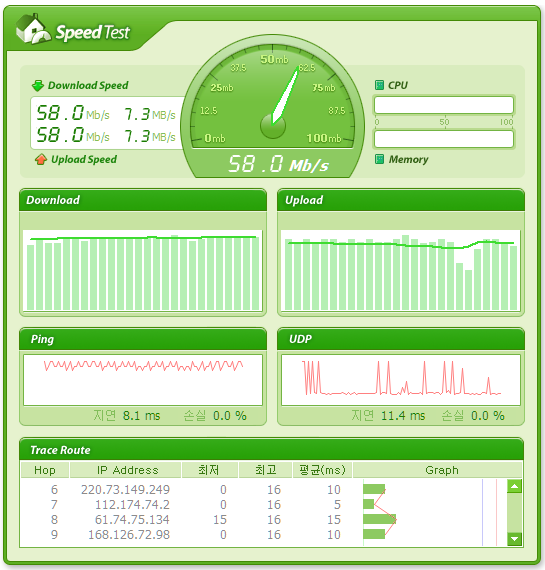 Speed Test
Download Speed
58.0 Mb/s 7.3 MB/s
58.0 Mb/s 7.3 MB/s
Upload Speed
0mb 12.5 25mb 37.5 50mb 62.5 75mb 87.5 100mb
58.0 Mb/s
CPU
0 50 100
Memory
Download
Upload
Ping
지연 8.1 ms 손실 0.0 %
UDP
지연 11.4 ms 손실 0.0 %
Trace Route
Hop IP Address 최저 최고 평균(ms) Graph
6 220.73.149.249 0 16 10
7 112.174.74.2 0 16 5
8 61.74.75.134 15 16 15
9 168.126.72.98 0 16 10